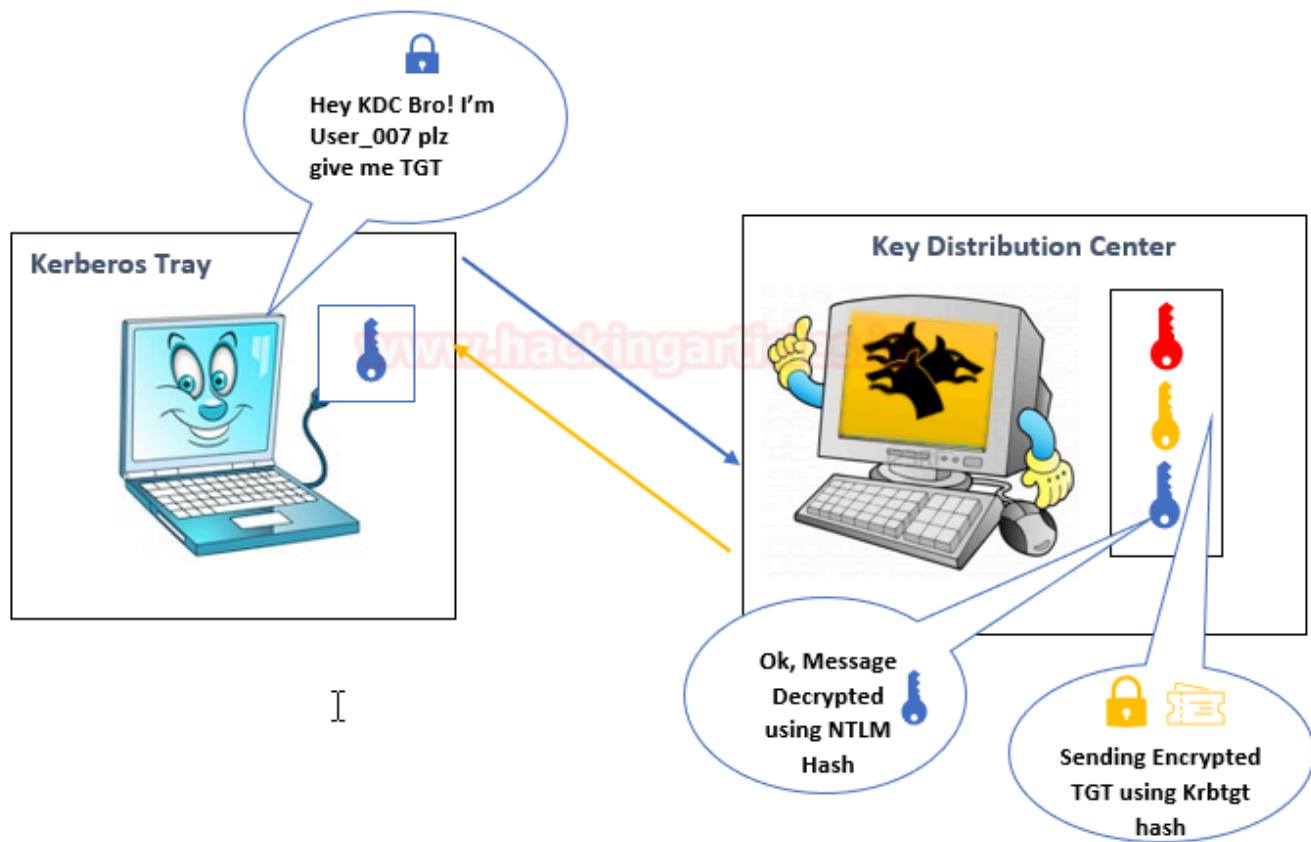 Hey KDC Bro! I'm
User_007 plz
give me TGT
Kerberos Tray
Key Distribution Center
Ok, Message
Decrypted
using NTLM
Hash
Sending Encrypted
TGT using Krbtgt
hash